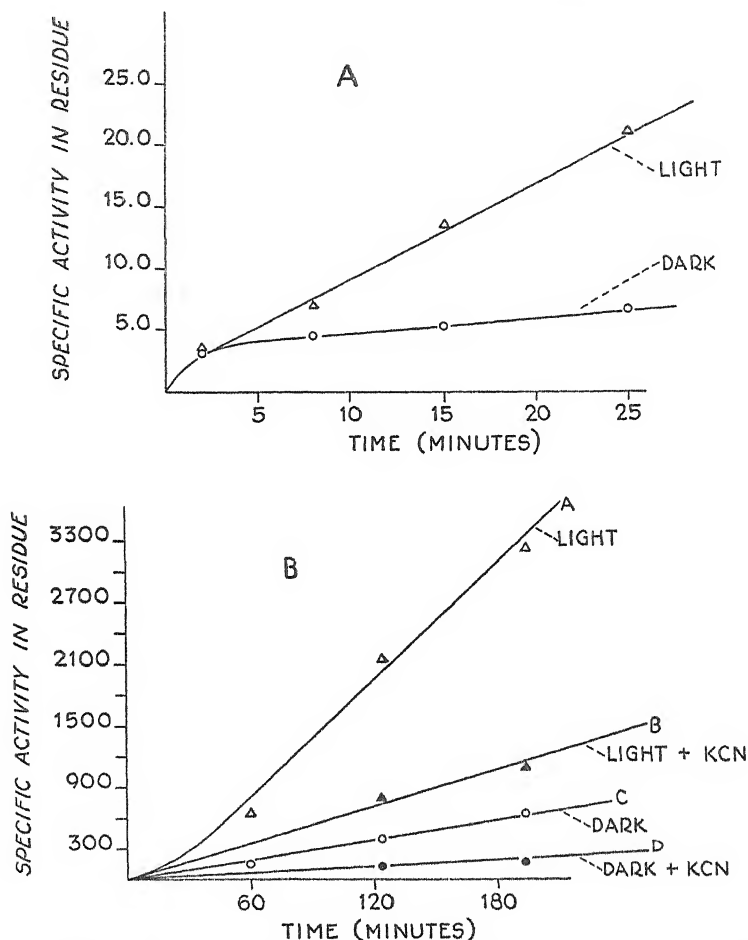 A
SPECIFIC ACTIVITY IN RESIDUE
25.0
20.0
15.0
10.0
5.0
LIGHT
DARK
5 10 15 20 25
TIME (MINUTES)
B
SPECIFIC ACTIVITY IN RESIDUE
3300
2700
2100
1500
900
300
A
LIGHT
B
LIGHT + KCN
C
DARK
D
DARK + KCN
60 120 180
TIME (MINUTES)